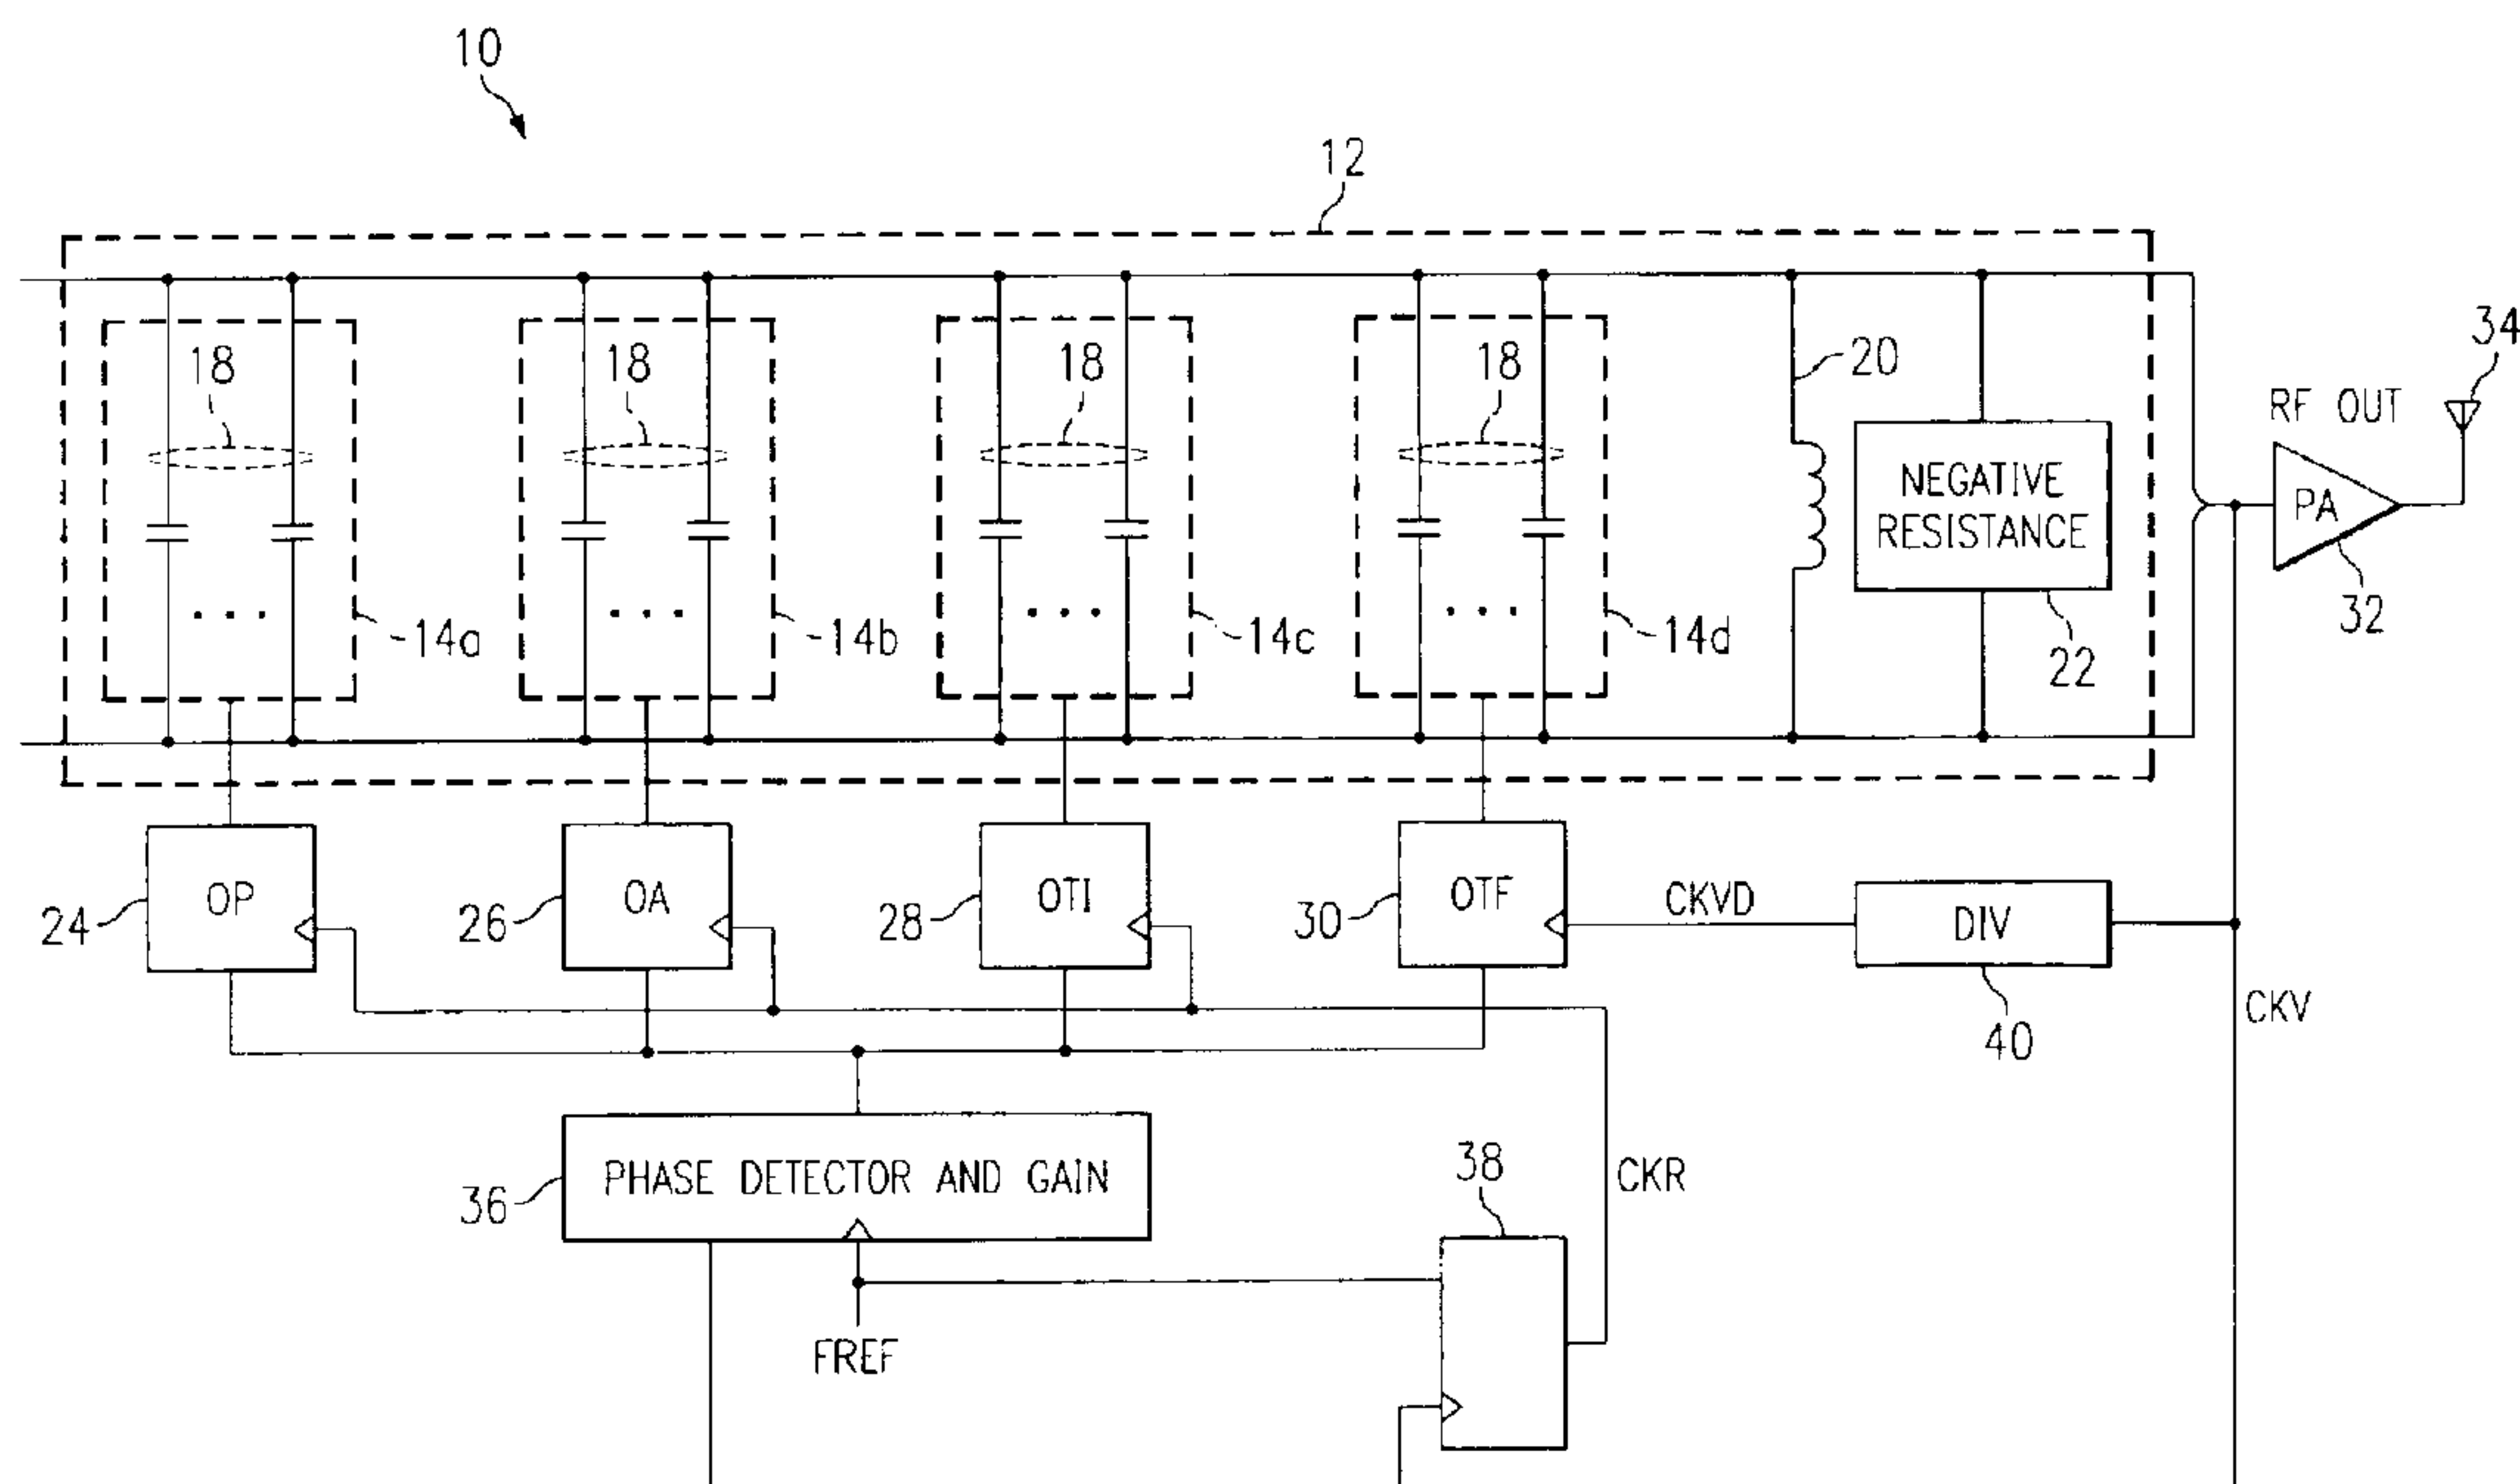 10
12
18
18
18
18
20
34
RF OUT
NEGATIVE
RESISTANCE
PA
32
14a
14b
14c
14d
22
OP
OA
OTI
OTF
CKVD
DIV
24
26
28
30
CKV
40
PHASE DETECTOR AND GAIN
36
38
CKR
FREF